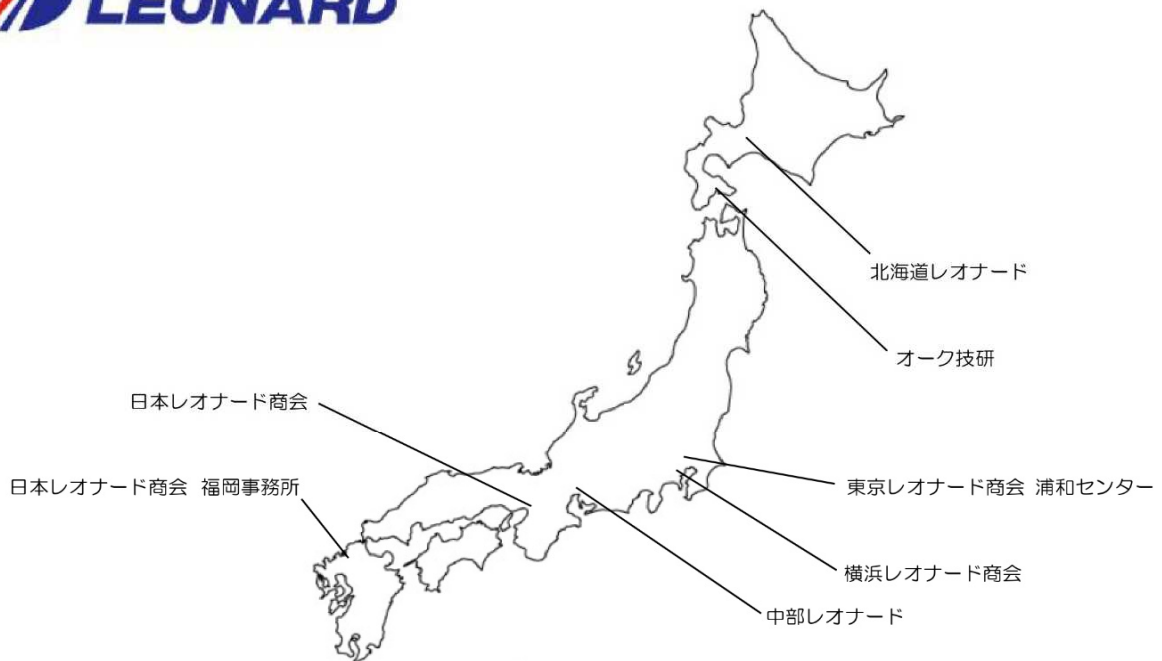 LEONARD
北海道レオナード
オーク技研
日本レオナード商会
日本レオナード商会 福岡事務所
東京レオナード商会 浦和センター
横浜レオナード商会
中部レオナード